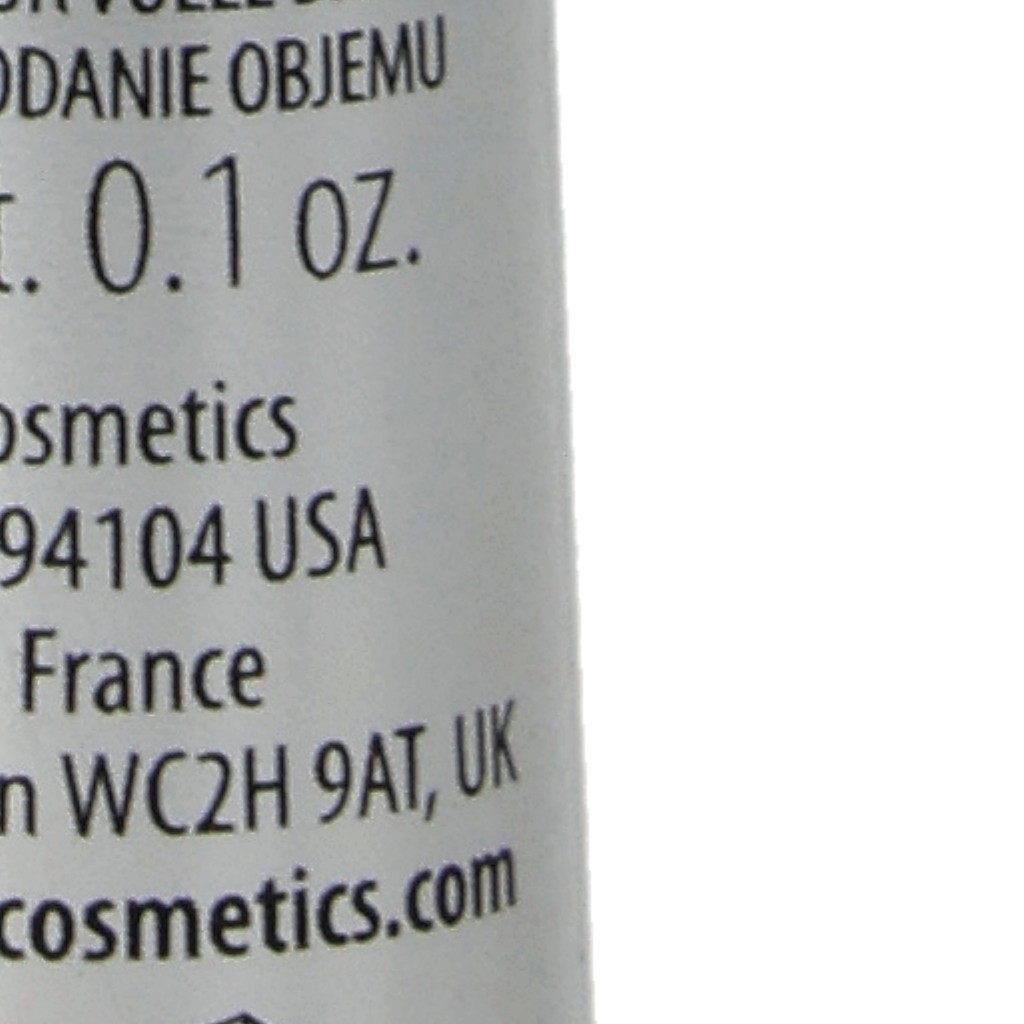 ODANIE OBJEMU
t. 0.1 oz.
osmetics
94104 USA
France
n WC2H 9AT, UK
cosmetics.com